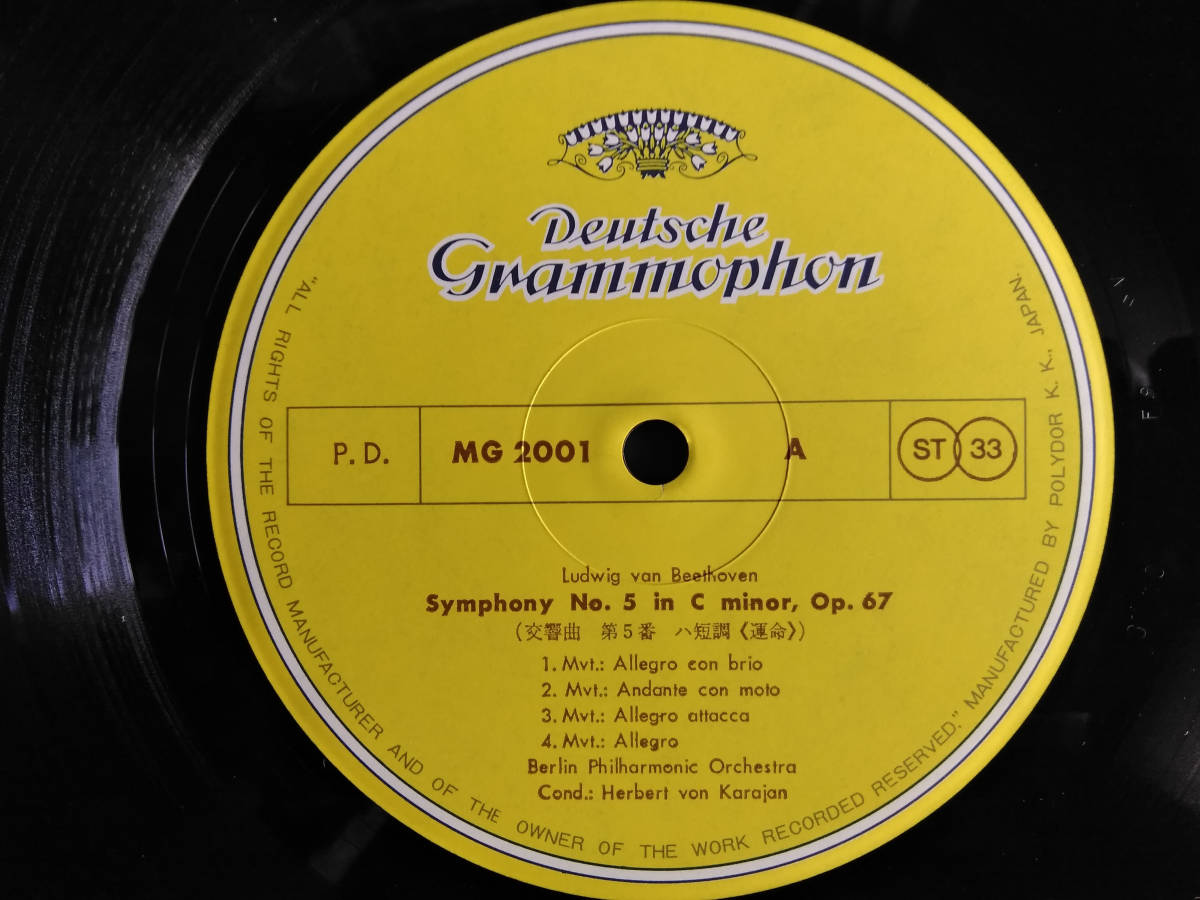 Deutsche
Grammophon
P. D.
MG 2001
A
ST 33
Ludwig van Beethoven
Symphony No. 5 in C minor, Op. 67
(交響曲 第5番 ハ短調《運命》)
1. Mvt.: Allegro con brio
2. Mvt.: Andante con moto
3. Mvt.: Allegro attacca
4. Mvt.: Allegro
Berlin Philharmonic Orchestra
Cond.: Herbert von Karajan
"ALL RIGHTS OF THE RECORD MANUFACTURER AND OF THE OWNER OF THE WORK RECORDED RESERVED." MANUFACTURED BY POLYDOR K. K., JAPAN.